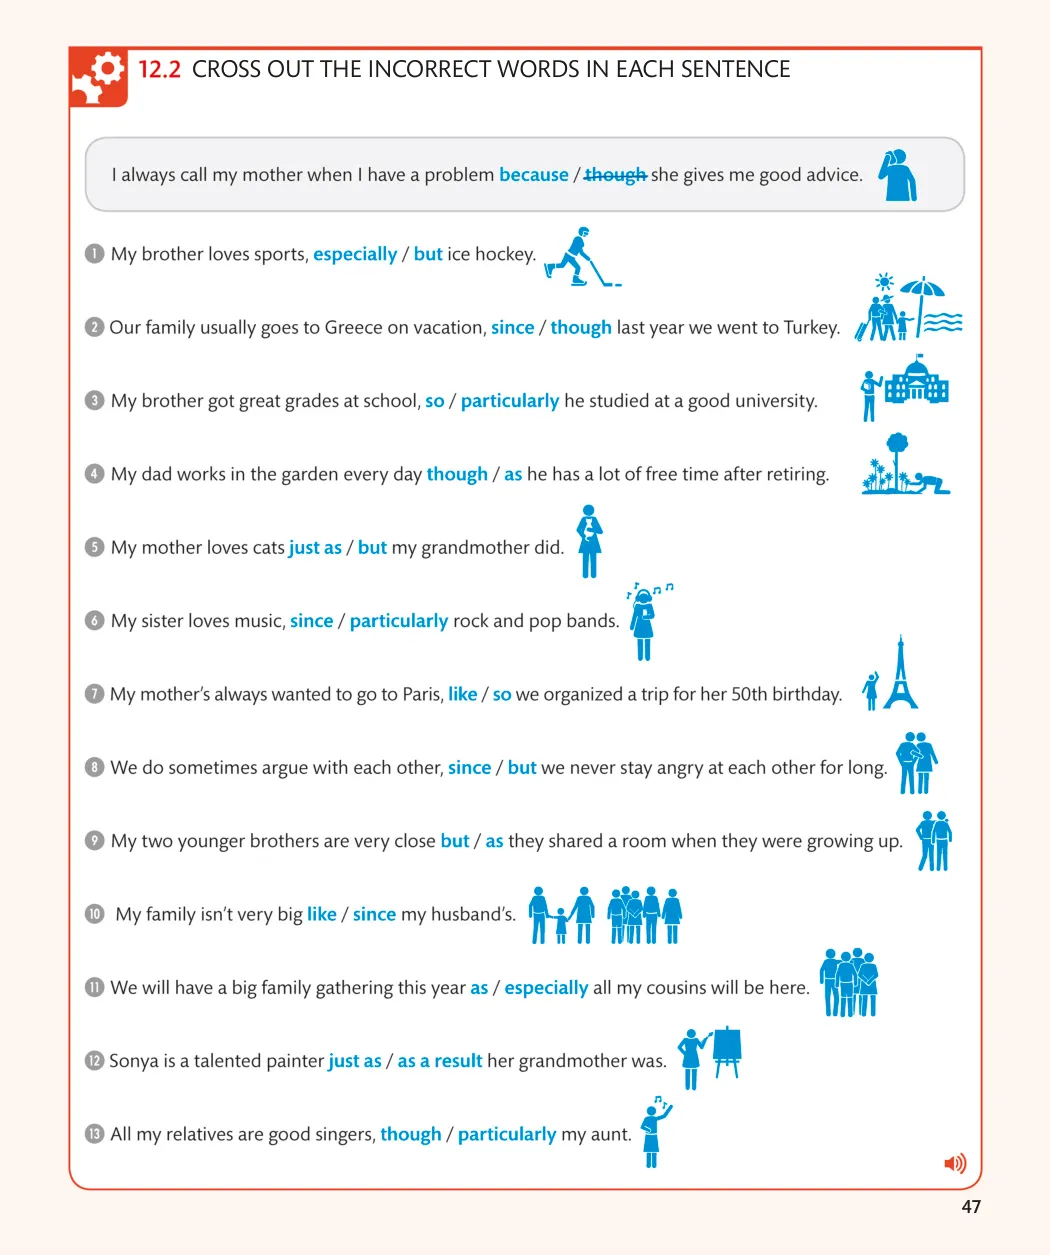 12.2 CROSS OUT THE INCORRECT WORDS IN EACH SENTENCE
I always call my mother when I have a problem because / though she gives me good advice.
1 My brother loves sports, especially / but ice hockey.
2 Our family usually goes to Greece on vacation, since / though last year we went to Turkey.
3 My brother got great grades at school, so / particularly he studied at a good university.
4 My dad works in the garden every day though / as he has a lot of free time after retiring.
5 My mother loves cats just as / but my grandmother did.
6 My sister loves music, since / particularly rock and pop bands.
7 My mother’s always wanted to go to Paris, like / so we organized a trip for her 50th birthday.
8 We do sometimes argue with each other, since / but we never stay angry at each other for long.
9 My two younger brothers are very close but / as they shared a room when they were growing up.
10 My family isn’t very big like / since my husband’s.
11 We will have a big family gathering this year as / especially all my cousins will be here.
12 Sonya is a talented painter just as / as a result her grandmother was.
13 All my relatives are good singers, though / particularly my aunt.
47